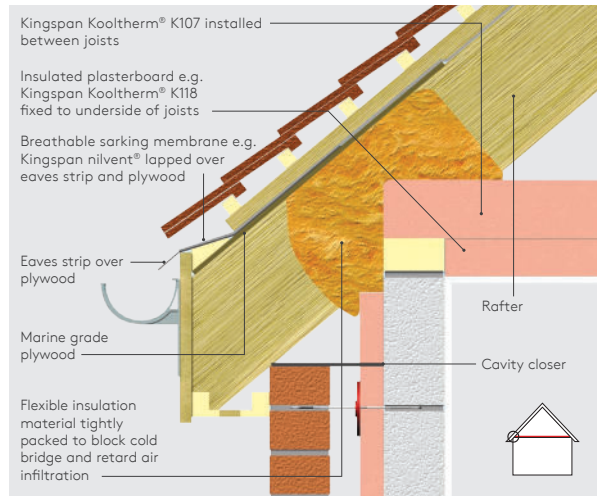 Kingspan Kooltherm® K107 installed
between joists
Insulated plasterboard e.g.
Kingspan Kooltherm® K118
fixed to underside of joists
Breathable sarking membrane e.g.
Kingspan nilvent® lapped over
eaves strip and plywood
Eaves strip over
plywood
Marine grade
plywood
Flexible insulation
material tightly
packed to block cold
bridge and retard air
infiltration
Rafter
Cavity closer